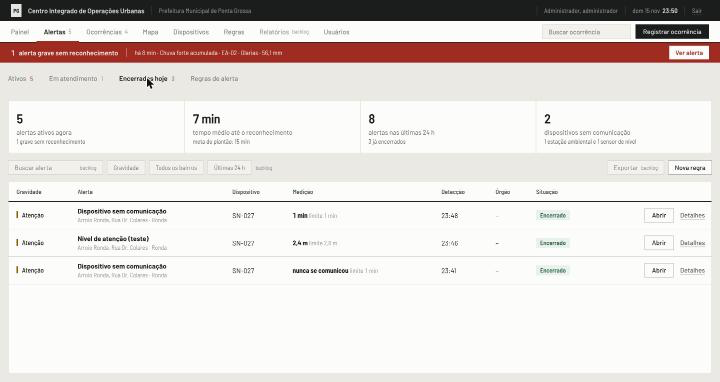 PG Centro Integrado de Operações Urbanas Prefeitura Municipal de Ponta Grossa Administrador, administrador dom 15 nov 23:50 Sair
Painel Alertas 5 Ocorrências 4 Mapa Dispositivos Regras Relatórios backlog Usuários Buscar ocorrência Registrar ocorrência
1 alerta grave sem reconhecimento há 8 min · Chuva forte acumulada · EA-02 · Olarias · 56,1 mm Ver alerta
Ativos 5 Em atendimento 1 Encerrados hoje 3 Regras de alerta
5 7 min 8 2
alertas ativos agora tempo médio até o reconhecimento alertas nas últimas 24 h dispositivos sem comunicação
1 grave sem reconhecimento meta do plantão: 15 min 3 já encerrados 1 estação ambiental e 1 sensor de nível
Buscar alerta backlog Gravidade Todos os bairros Últimas 24 h backlog Exportar backlog Nova regra
Gravidade Alerta Dispositivo Medição Detecção Órgão Situação
Atenção Dispositivo sem comunicação SN-027 1 min limite 1 min 23:48 – Encerrado Abrir Detalhes
Arroio Ronda, Rua Dr. Colares · Ronda
Atenção Nível de atenção (teste) SN-027 2,4 m limite 2,8 m 23:46 – Encerrado Abrir Detalhes
Arroio Ronda, Rua Dr. Colares · Ronda
Atenção Dispositivo sem comunicação SN-027 nunca se comunicou limite 1 min 23:41 – Encerrado Abrir Detalhes
Arroio Ronda, Rua Dr. Colares · Ronda